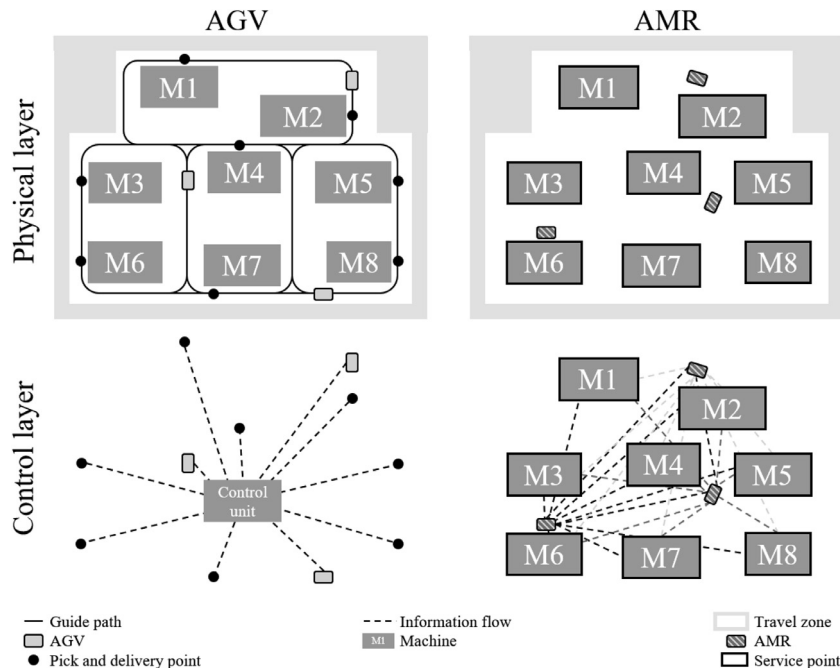 AGV
AMR
Physical layer
M1
M2
M3
M4
M5
M6
M7
M8
M1
M2
M3
M4
M5
M6
M7
M8
Control layer
Control
unit
M1
M2
M3
M4
M5
M6
M7
M8
Guide path
AGV
Pick and delivery point
Information flow
M1 Machine
Travel zone
AMR
Service point